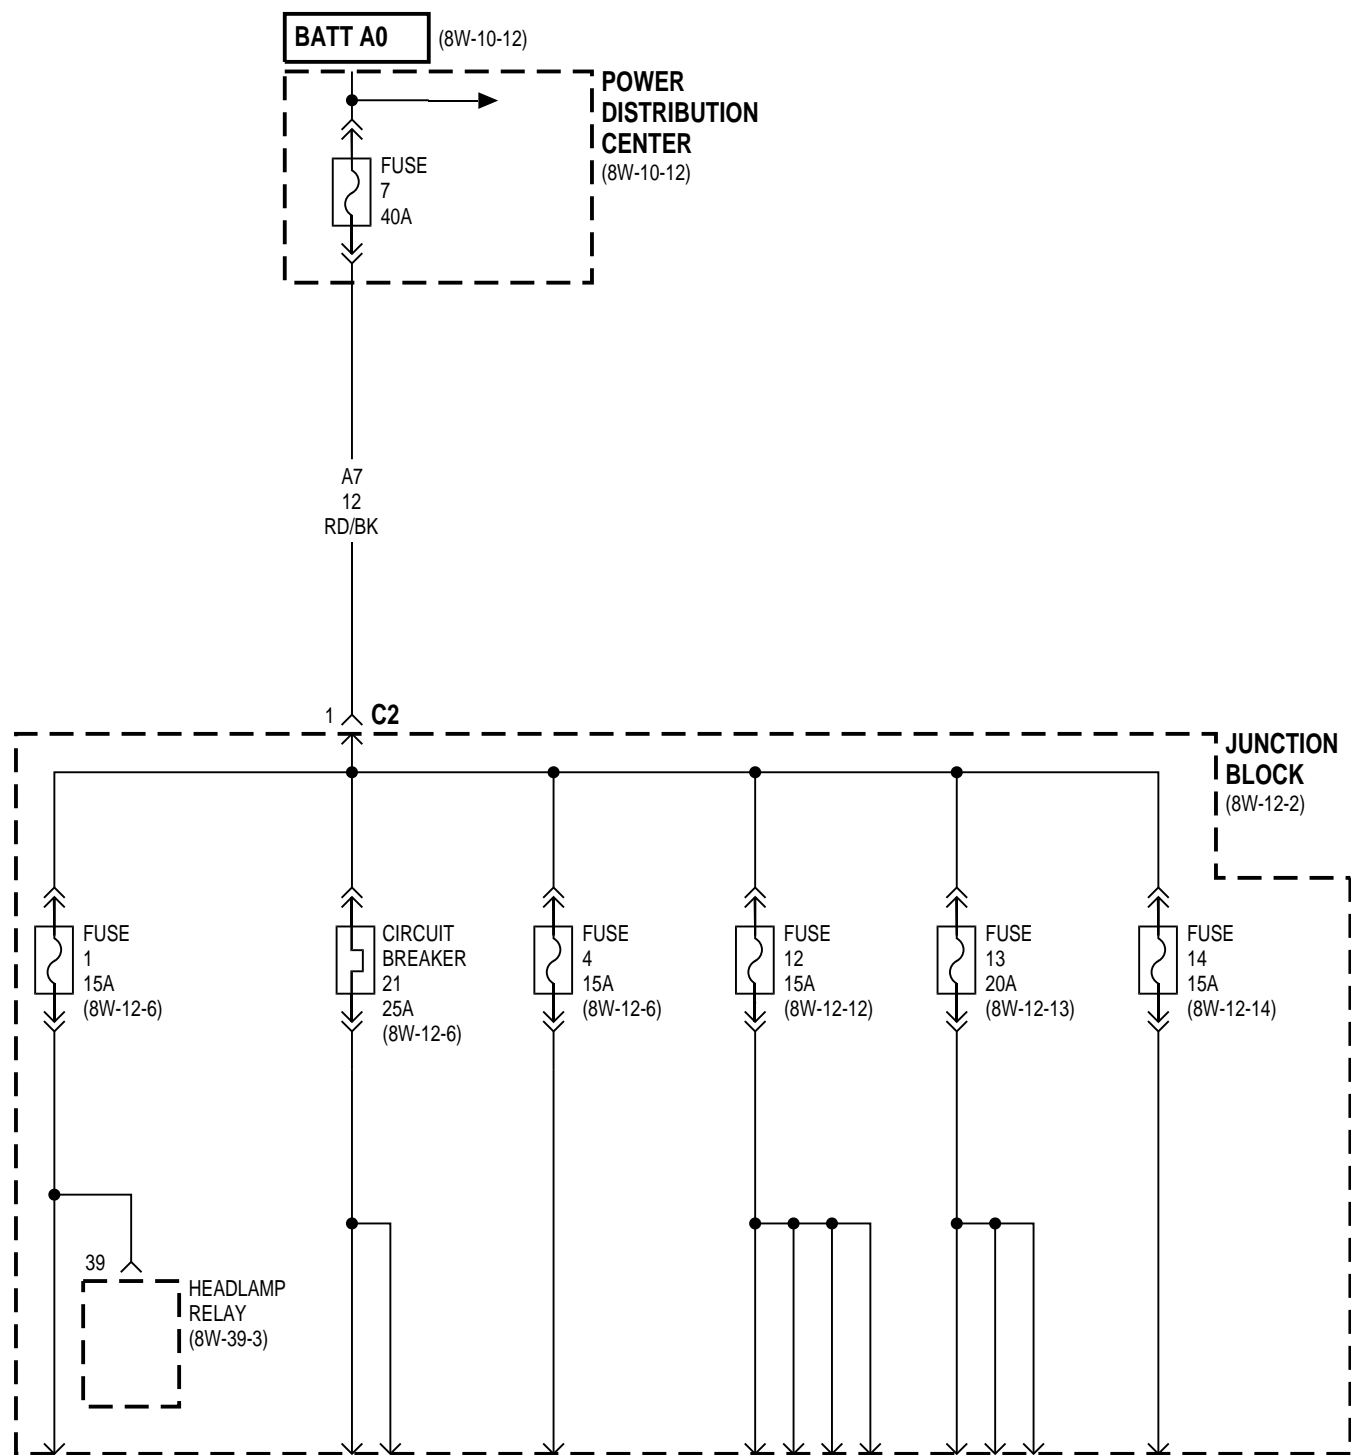 BATT A0 (8W-10-12)
POWER
DISTRIBUTION
CENTER
(8W-10-12)
FUSE
7
40A
A7
12
RD/BK
1 C2
JUNCTION
BLOCK
(8W-12-2)
FUSE
1
15A
(8W-12-6)
CIRCUIT
BREAKER
21
25A
(8W-12-6)
FUSE
4
15A
(8W-12-6)
FUSE
12
15A
(8W-12-12)
FUSE
13
20A
(8W-12-13)
FUSE
14
15A
(8W-12-14)
39
HEADLAMP
RELAY
(8W-39-3)